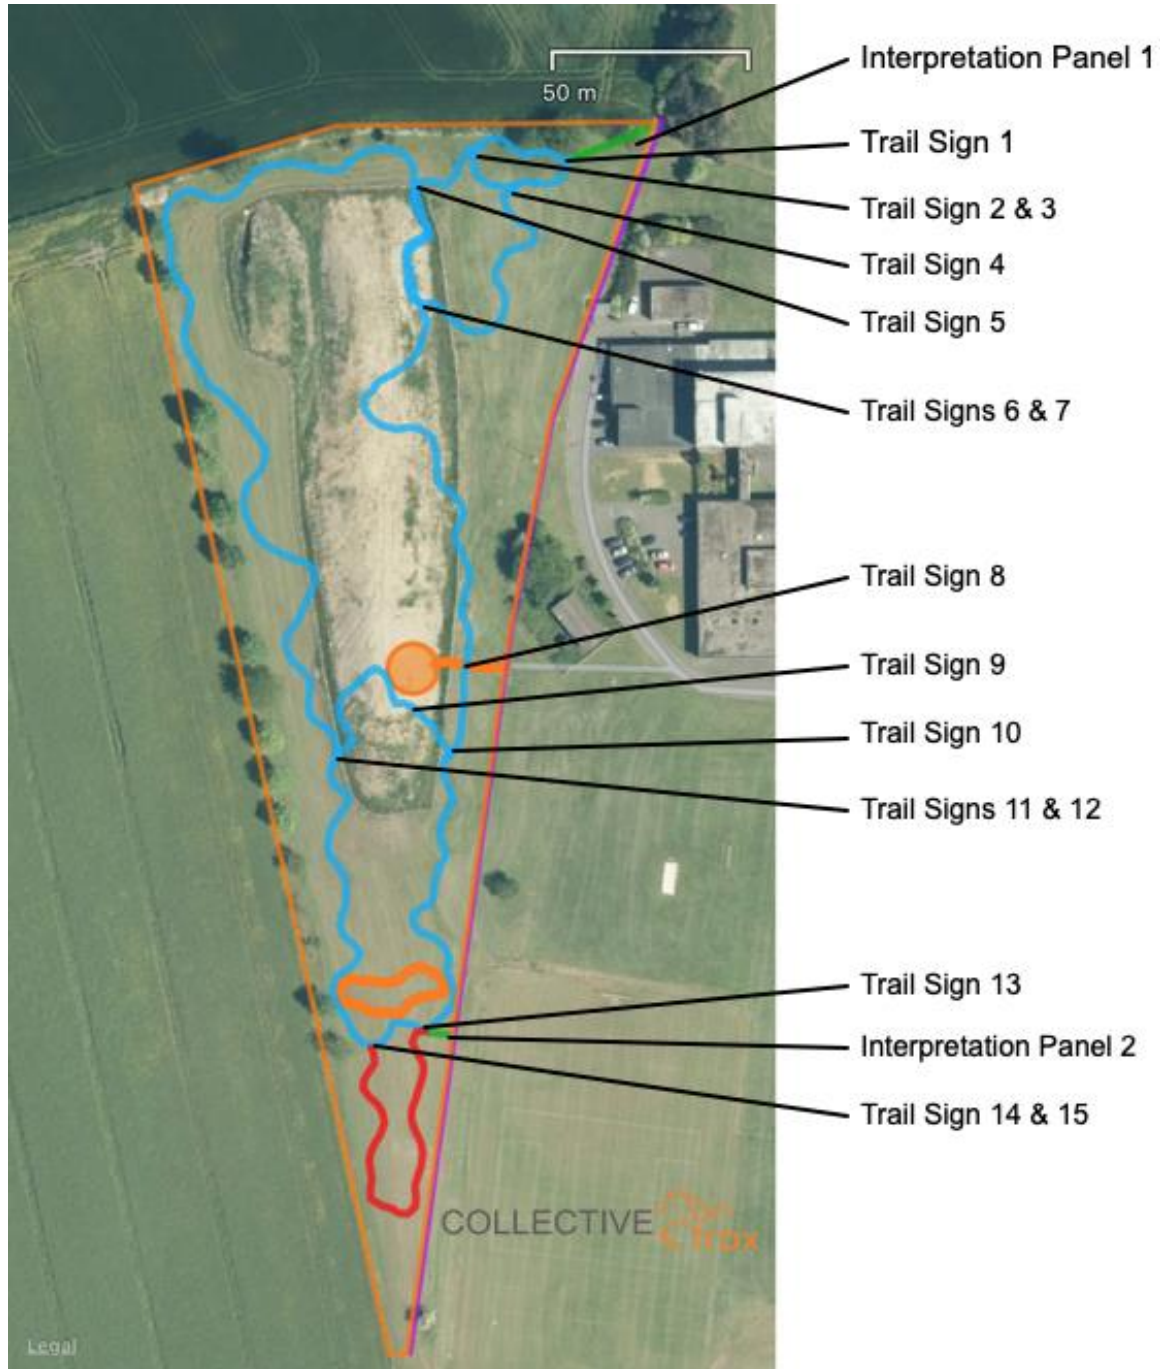 50 m
Interpretation Panel 1
Trail Sign 1
Trail Sign 2 & 3
Trail Sign 4
Trail Sign 5
Trail Signs 6 & 7
Trail Sign 8
Trail Sign 9
Trail Sign 10
Trail Signs 11 & 12
Trail Sign 13
Interpretation Panel 2
Trail Sign 14 & 15
COLLECTIVE
Trax
Legal